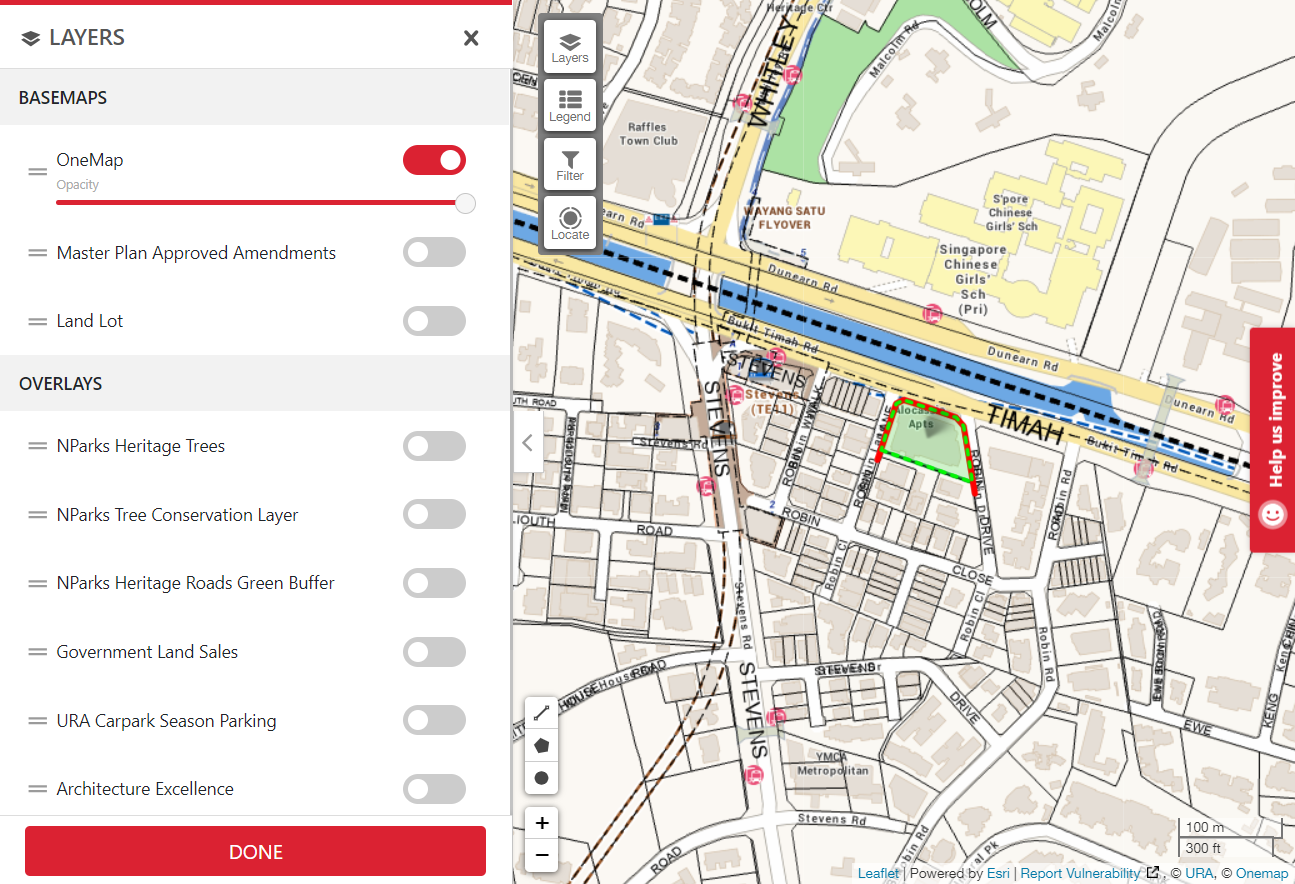 LAYERS
BASEMAPS
OneMap
Opacity
Master Plan Approved Amendments
Land Lot
OVERLAYS
NParks Heritage Trees
NParks Tree Conservation Layer
NParks Heritage Roads Green Buffer
Government Land Sales
URA Carpark Season Parking
Architecture Excellence
DONE
Layers
Legend
Filter
Locate
Heritage Ctr
WHITLEY
Malcolm Rd
Raffles
Town Club
WAYANG SATU
FLYOVER
S'pore
Chinese
Girls' Sch
Singapore
Chinese
Girls'
Sch
(Pri)
Dunearn Rd
5
Dunearn Rd
Dunearn Rd
Bukit Timah Rd
Bukit Timah Rd
TIMAH
A
STEVENS
Stevens
(TE11)
Apts
STEVENS
Stevens Rd
3
2
ROBIN
ROAD
CLOSE
DRIVE
Robin Cl
Robin Cl
Robin Rd
Robin Rd
ROAD
Stevens Rd
STEVENS
ROAD
DRIVE
EWE
KENG
YMCA
Metropolitan
Stevens Rd
ROAD
100 m
300 ft
Help us improve
Leaflet | Powered by Esri | Report Vulnerability , © URA, © Onemap